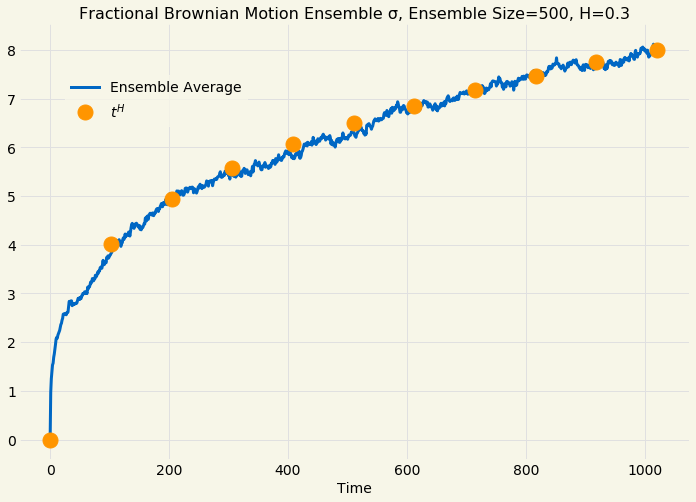 Fractional Brownian Motion Ensemble σ, Ensemble Size=500, H=0.3
8
7
6
5
4
3
2
1
0
Ensemble Average
t^H
0 200 400 600 800 1000
Time